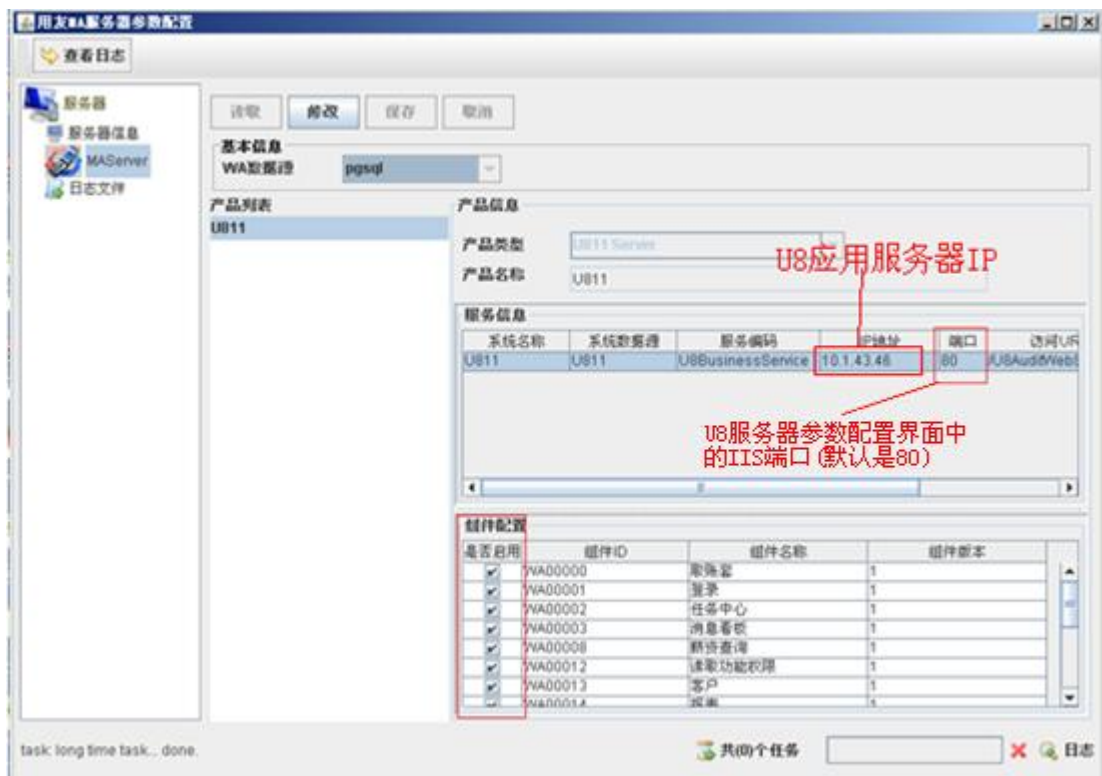 用友MA服务器参数配置
查看日志
服务器
服务器信息
MAServer
日志文件
读取 修改 保存 取消
基本信息
WA数据源 pgsql
产品列表
U811
产品信息
产品类型 U811 Server
产品名称 U811
U8应用服务器IP
服务信息
系统名称 系统数据源 服务编码 IP地址 端口 访问UR
U811 U811 U8BusinessService 10.1.43.46 80 /U8AuditWebS
U8服务器参数配置界面中
的IIS端口(默认是80)
组件配置
是否启用 组件ID 组件名称 组件版本
WA00000 取账套 1
WA00001 登录 1
WA00002 任务中心 1
WA00003 消息看板 1
WA00008 薪资查询 1
WA00012 读取功能权限 1
WA00013 客户 1
WA00014 报表 1
task: long time task... done.
共(0)个任务 日志